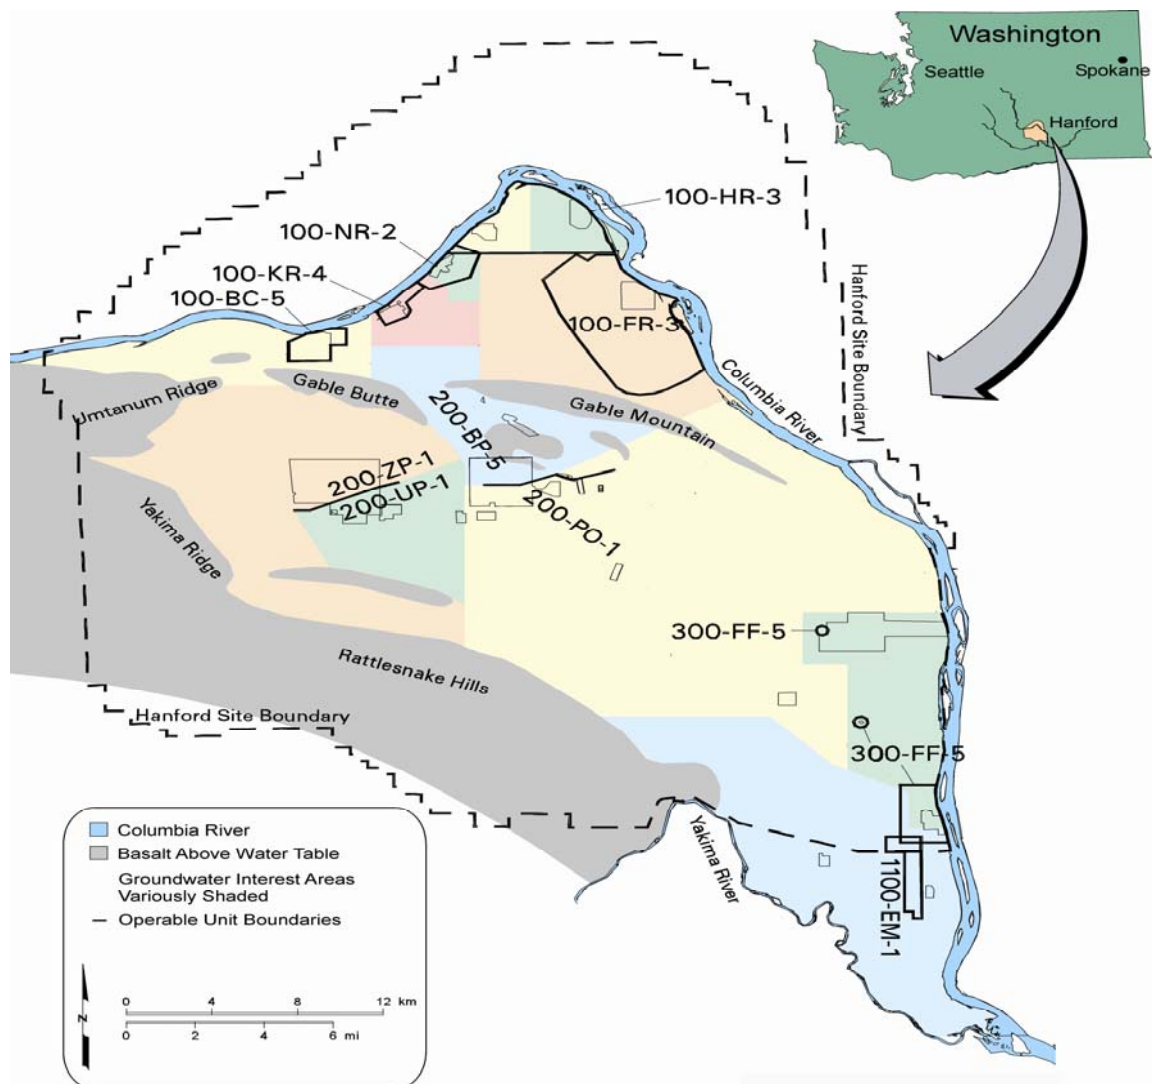 Washington
Seattle
Spokane
Hanford
100-HR-3
100-NR-2
100-KR-4
100-BC-5
100-FR-3
Hanford Site Boundary
Columbia River
Umtanum Ridge
Gable Butte
Gable Mountain
200-BP-5
200-ZP-1
200-UP-1
200-PO-1
Yakima Ridge
300-FF-5
Rattlesnake Hills
Hanford Site Boundary
300-FF-5
Yakima River
1100-EM-1
Columbia River
Basalt Above Water Table
Groundwater Interest Areas
Variously Shaded
Operable Unit Boundaries
N
0 4 8 12 km
0 2 4 6 mi